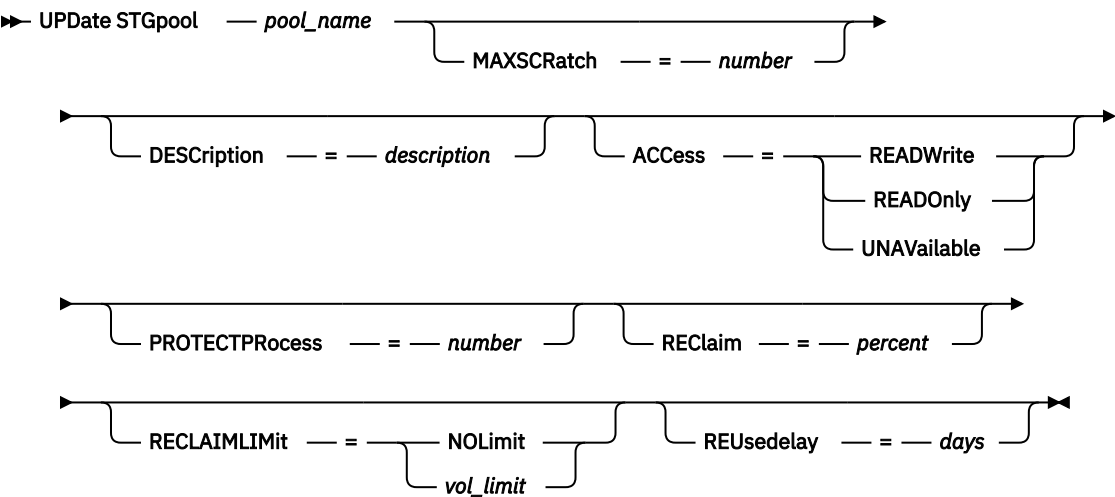 UPDate STGpool pool_name
MAXSCRatch = number
DESCription = description ACCess = READWrite
READOnly
UNAVailable
PROTECTPRocess = number REClaim = percent
RECLAIMLIMit = NOLimit REUsedelay = days
vol_limit